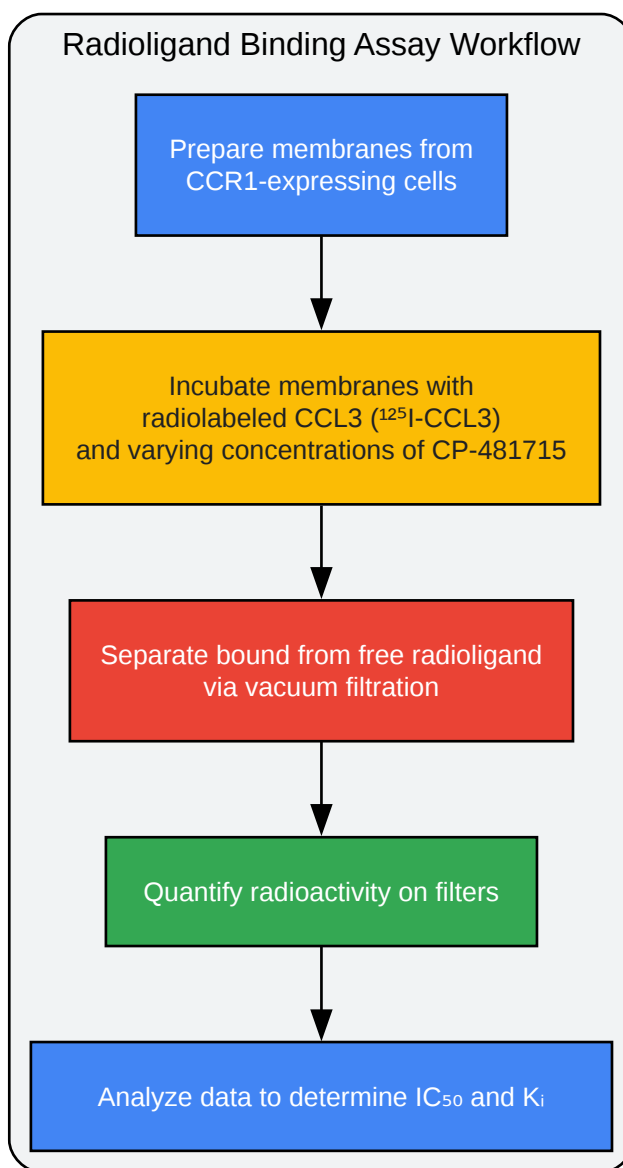 Radioligand Binding Assay Workflow
Prepare membranes from
CCR1-expressing cells
Incubate membranes with
radiolabeled CCL3 (¹²⁵I-CCL3)
and varying concentrations of CP-481715
Separate bound from free radioligand
via vacuum filtration
Quantify radioactivity on filters
Analyze data to determine IC₅₀ and Kᵢ